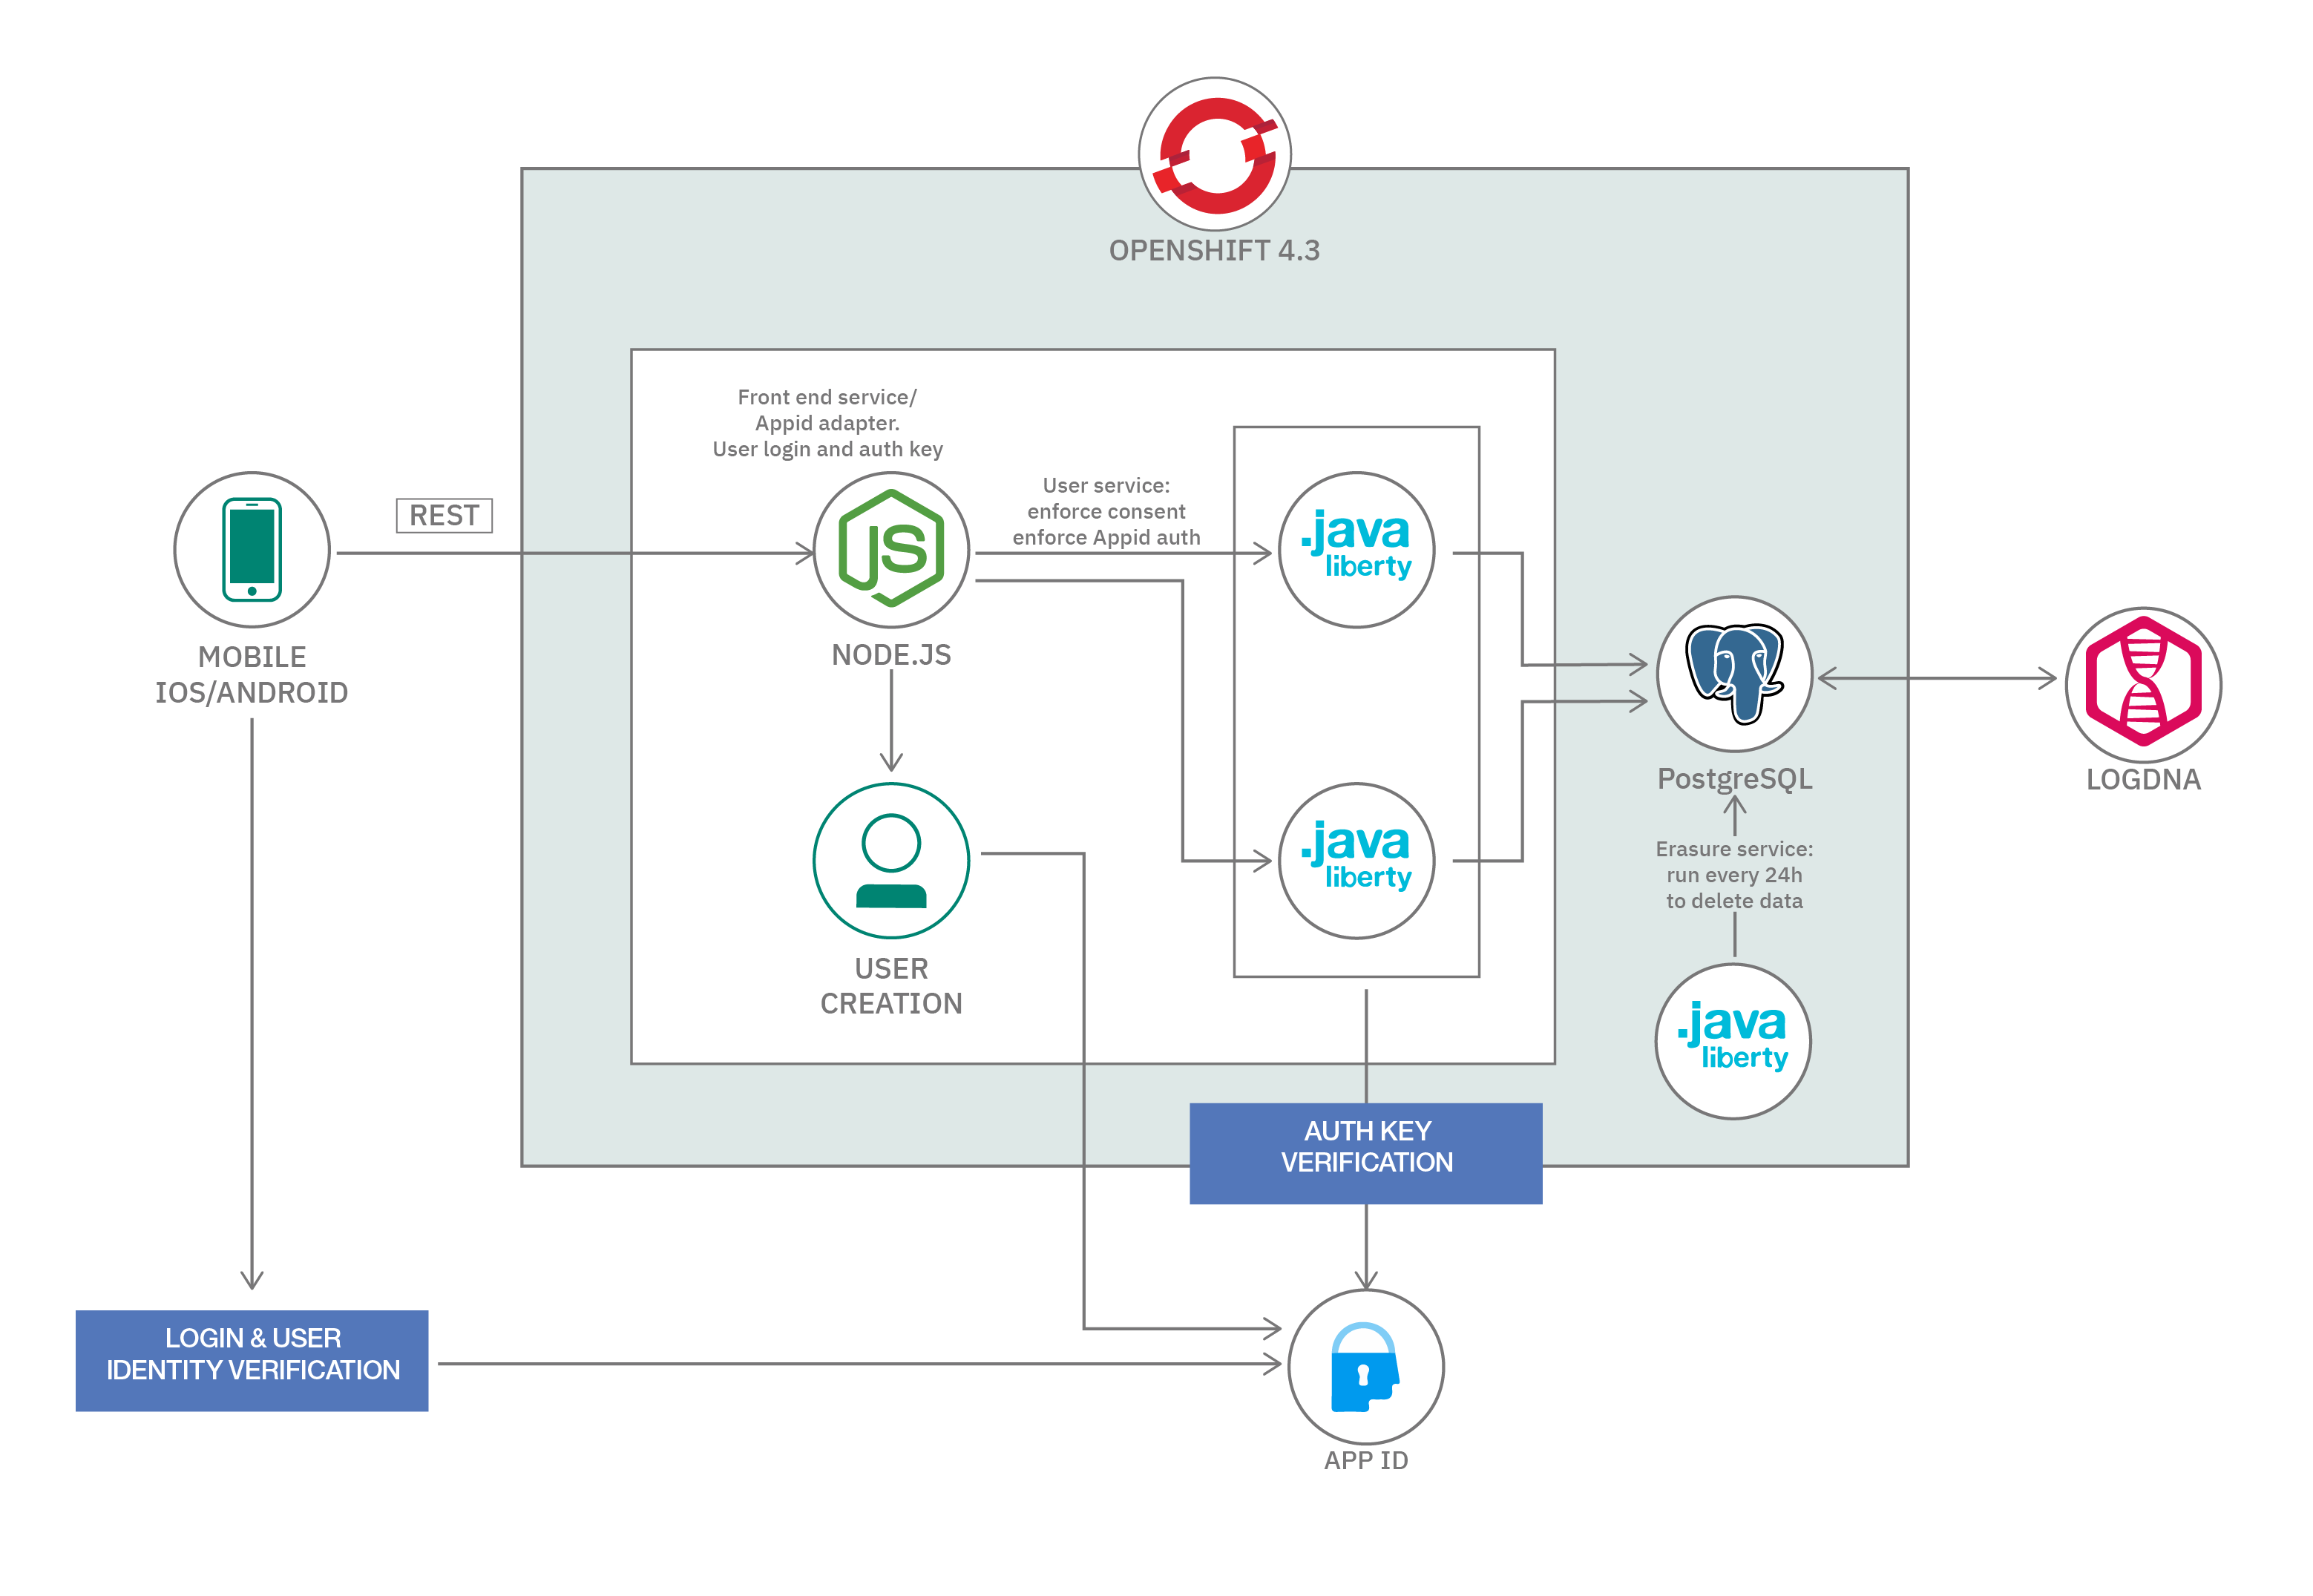 OPENSHIFT 4.3
Front end service/
Appid adapter.
User login and auth key
REST
User service:
enforce consent
enforce Appid auth
JS
.java
liberty
MOBILE
IOS/ANDROID
NODE.JS
PostgreSQL
LOGDNA
.java
liberty
Erasure service:
run every 24h
to delete data
USER
CREATION
.java
liberty
AUTH KEY
VERIFICATION
LOGIN & USER
IDENTITY VERIFICATION
APP ID